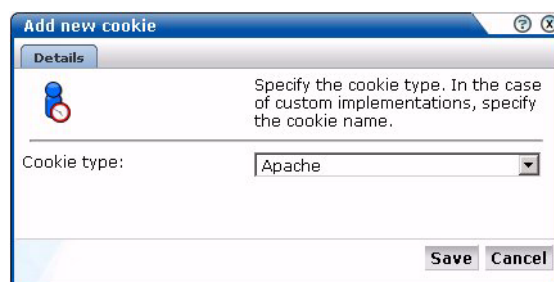 Add new cookie
Details
Specify the cookie type. In the case
of custom implementations, specify
the cookie name.
Cookie type:
Apache
Save Cancel